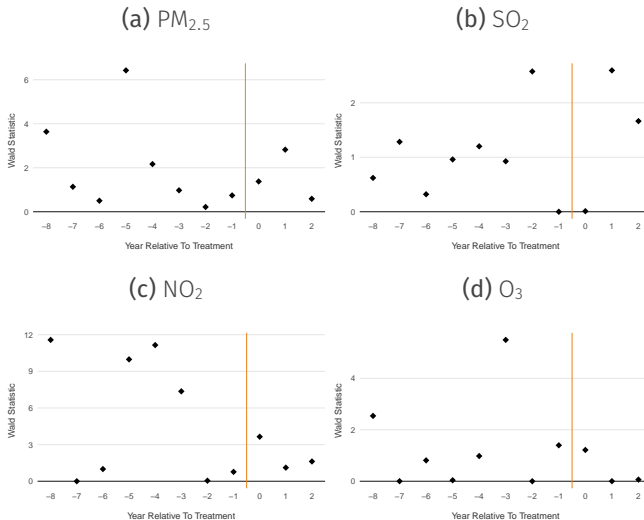 (a) PM2.5
(b) SO2
6
4
2
0
Wald Statistic
−8 −7 −6 −5 −4 −3 −2 −1 0 1 2
Year Relative To Treatment
2
1
0
Wald Statistic
−8 −7 −6 −5 −4 −3 −2 −1 0 1 2
Year Relative To Treatment
(c) NO2
(d) O3
12
9
6
3
0
Wald Statistic
−8 −7 −6 −5 −4 −3 −2 −1 0 1 2
Year Relative To Treatment
4
2
0
Wald Statistic
−8 −7 −6 −5 −4 −3 −2 −1 0 1 2
Year Relative To Treatment